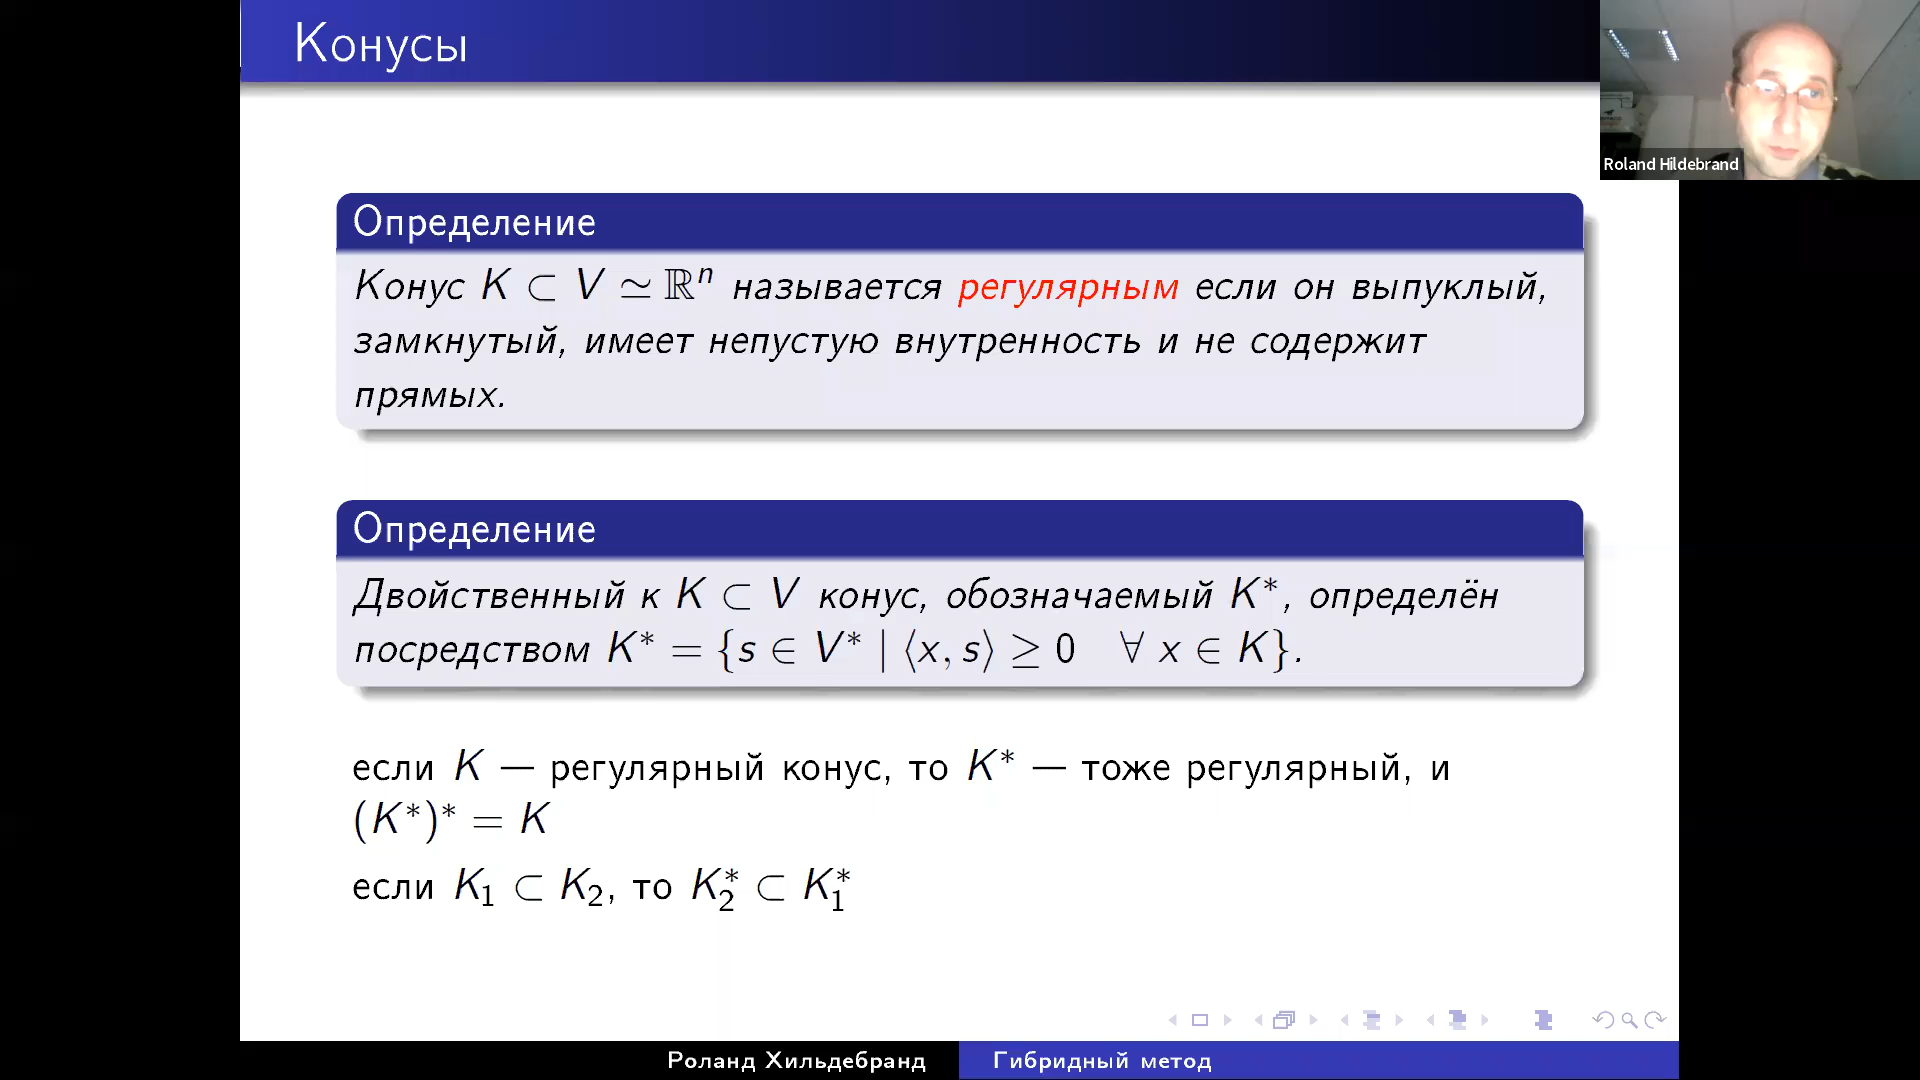 Конусы
Roland Hildebrand
Определение
Конус K ⊂ V ≃ ℝⁿ называется регулярным если он выпуклый,
замкнутый, имеет непустую внутренность и не содержит
прямых.
Определение
Двойственный к K ⊂ V конус, обозначаемый K*, определён
посредством K* = {s ∈ V* | ⟨x, s⟩ ≥ 0 ∀ x ∈ K}.
если K — регулярный конус, то K* — тоже регулярный, и
(K*)* = K
если K₁ ⊂ K₂, то K₂* ⊂ K₁*
Роланд Хильдебранд
Гибридный метод